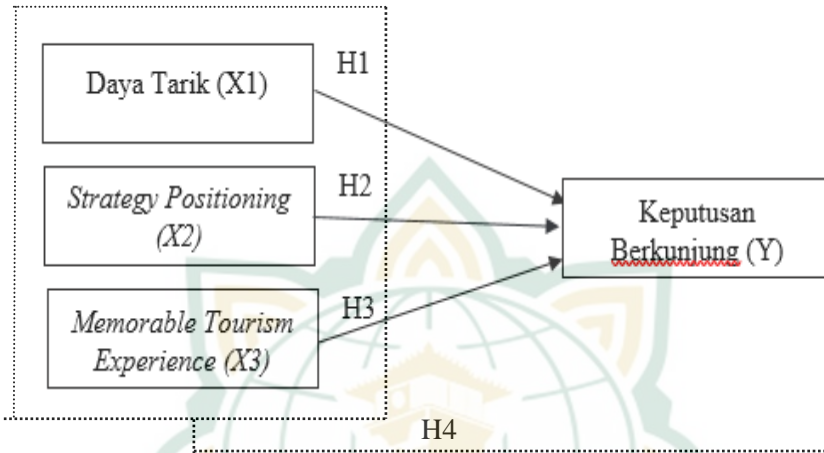 H1
Daya Tarik (X1)
H2
Strategy Positioning
(X2)
Keputusan
Berkunjung (Y)
H3
Memorable Tourism
Experience (X3)
H4